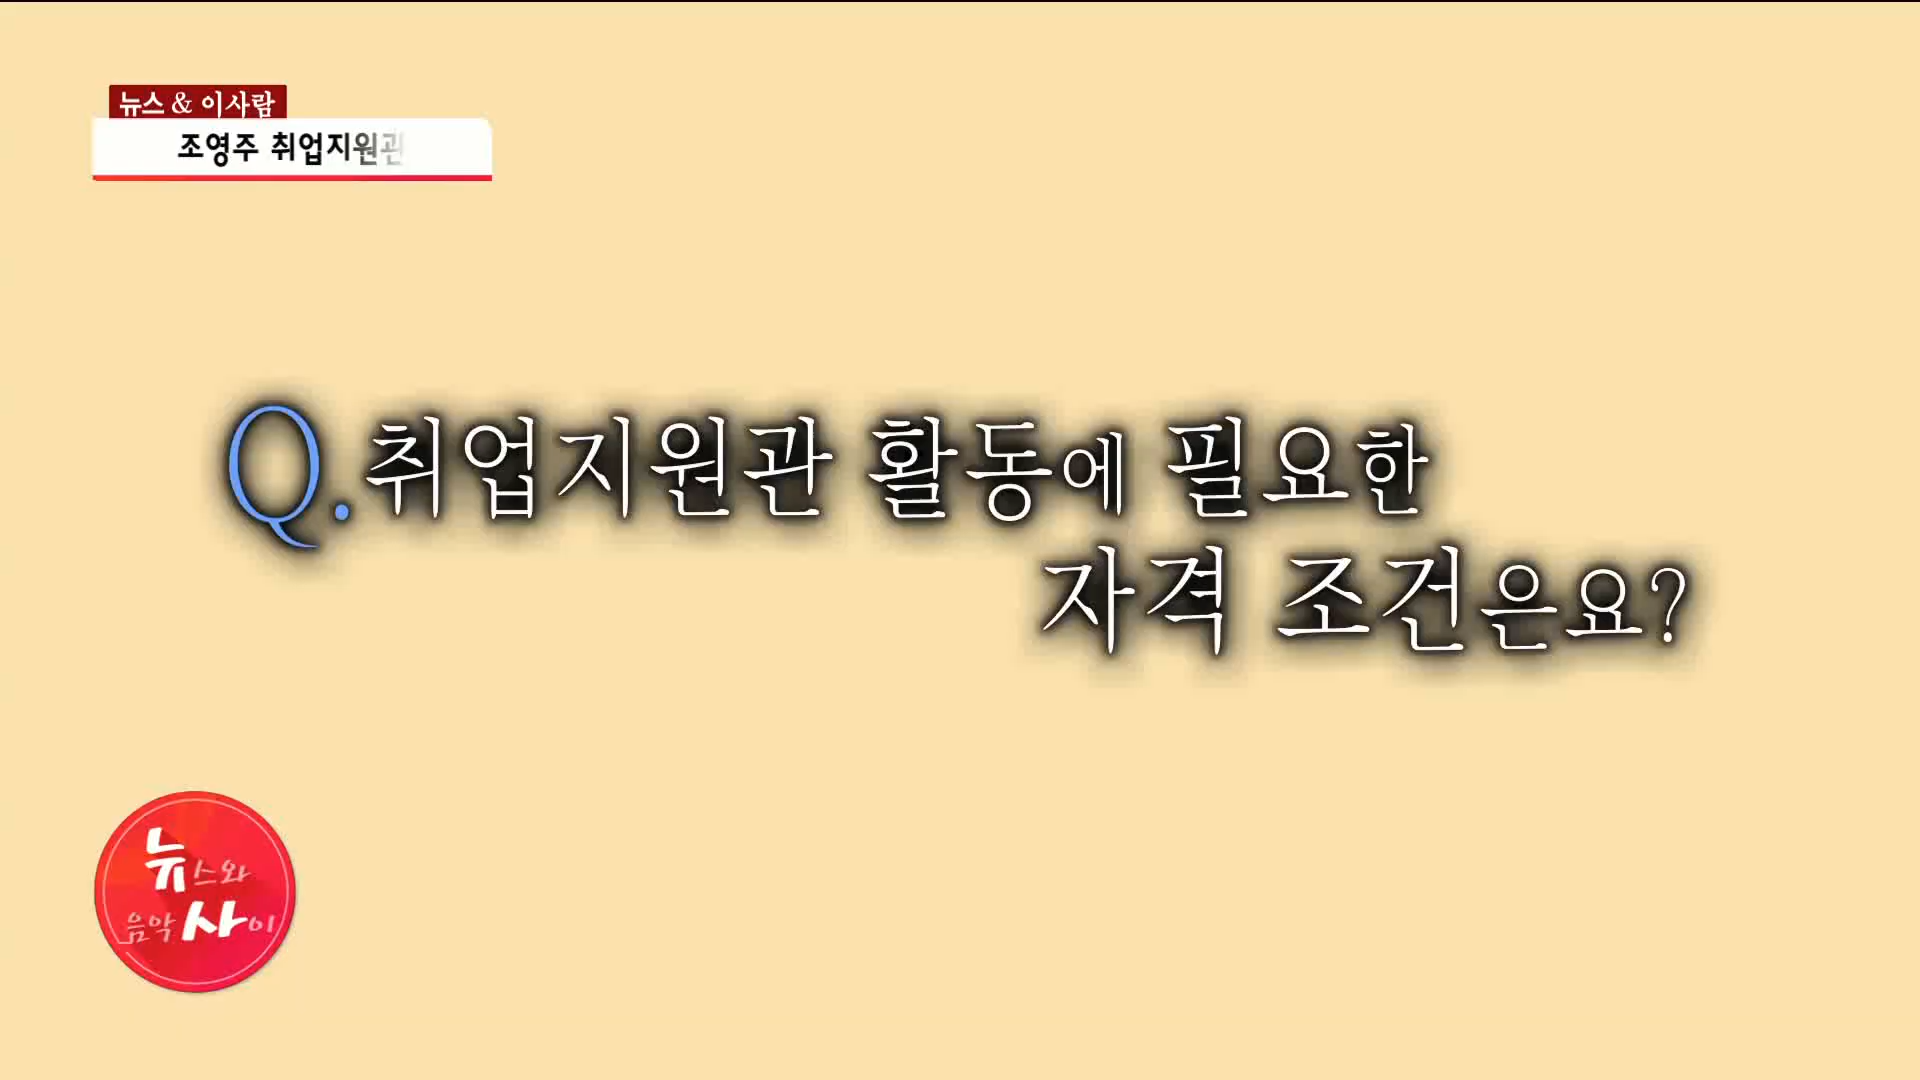 뉴스 & 이사람
조영주 취업지원관
Q.취업지원관 활동에 필요한
자격 조건은요?
뉴스와
음악사이